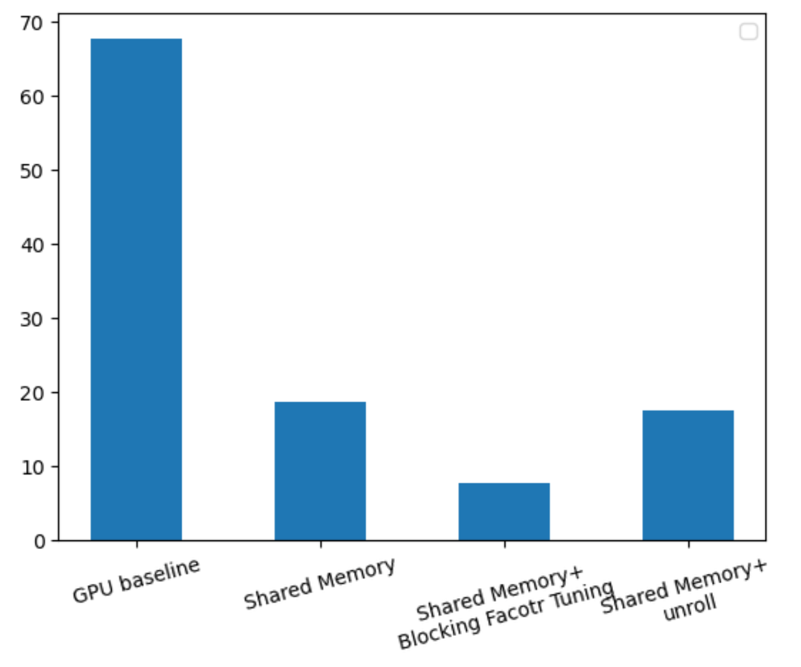 70
60
50
40
30
20
10
0
GPU baseline
Shared Memory
Shared Memory+
Blocking Facotr Tuning
Shared Memory+
unroll